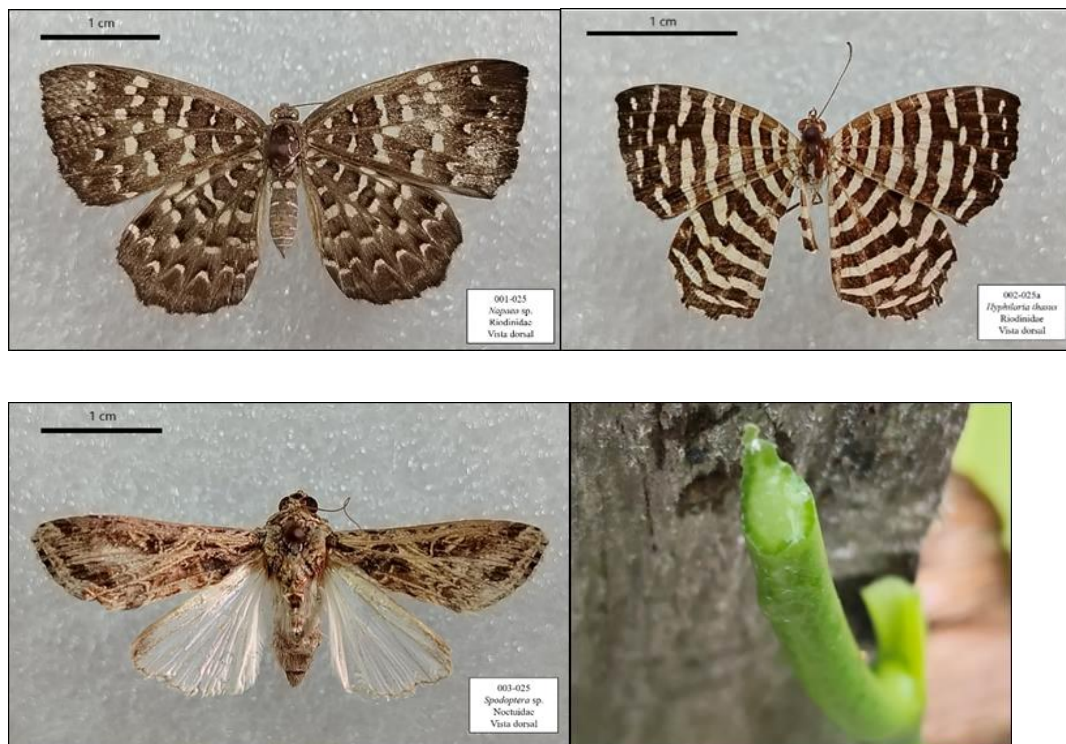 1 cm
001-025
Napaea sp.
Riodinidae
Vista dorsal
1 cm
002-025a
Ithyphilaria thasus
Riodinidae
Vista dorsal
1 cm
003-025
Spodoptera sp.
Noctuidae
Vista dorsal